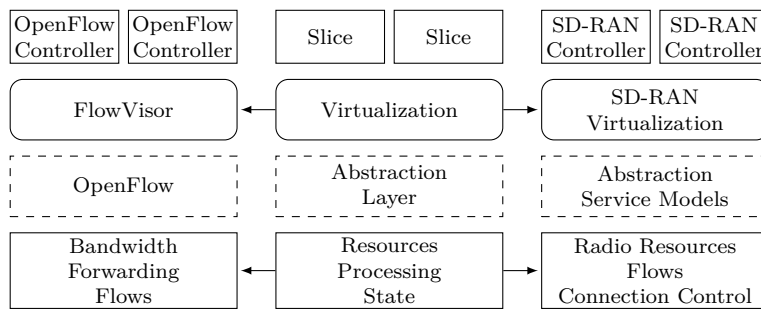 OpenFlow
Controller
OpenFlow
Controller
Slice
Slice
SD-RAN
Controller
SD-RAN
Controller
FlowVisor
Virtualization
SD-RAN
Virtualization
OpenFlow
Abstraction
Layer
Abstraction
Service Models
Bandwidth
Forwarding
Flows
Resources
Processing
State
Radio Resources
Flows
Connection Control